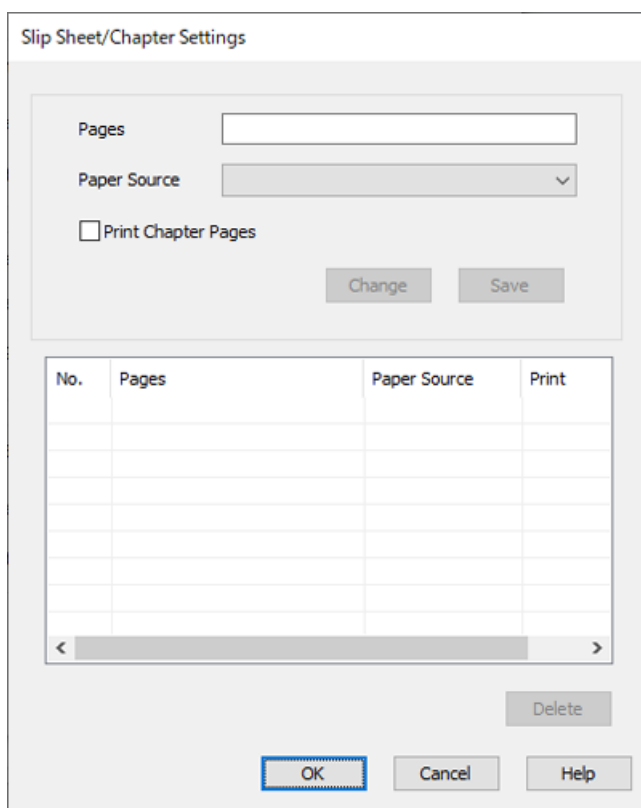 Slip Sheet/Chapter Settings
Pages
Paper Source
Print Chapter Pages
Change Save
No. Pages Paper Source Print
Delete
OK Cancel Help